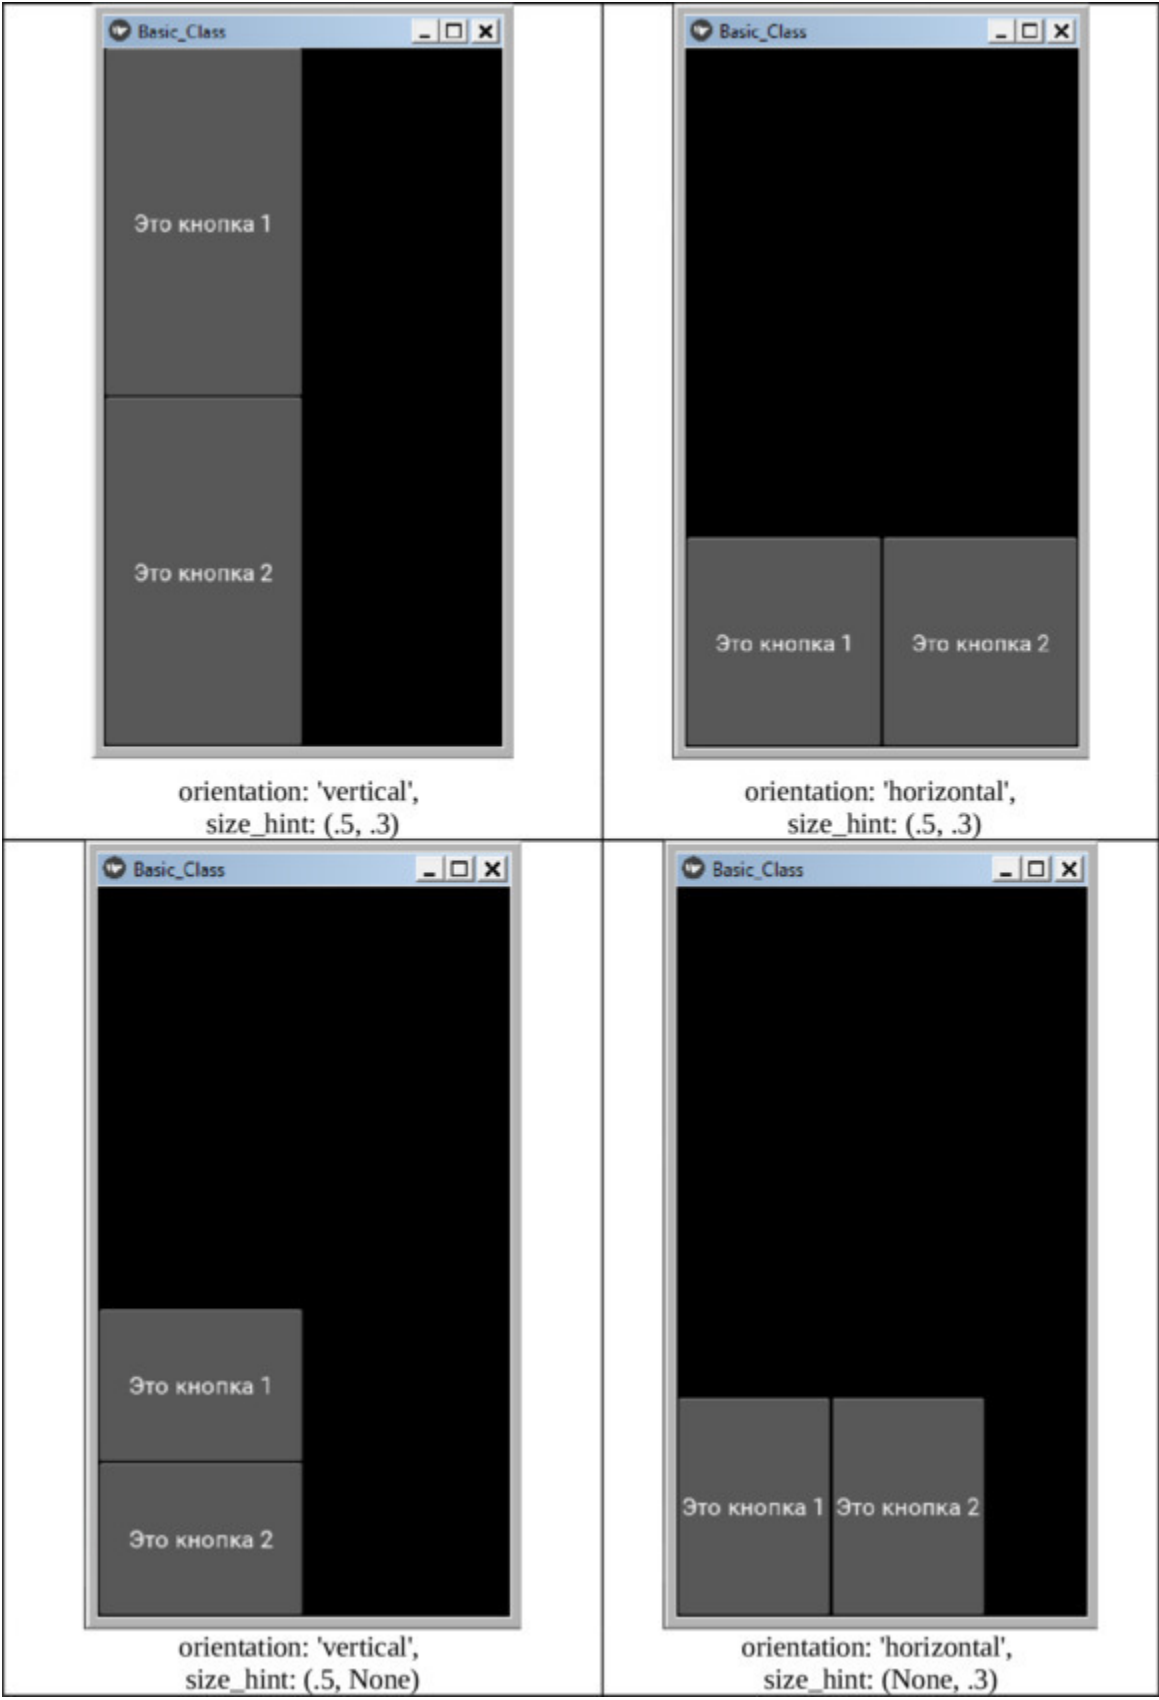 Basic_Class
Это кнопка 1
Это кнопка 2
orientation: 'vertical',
size_hint: (.5, .3)
Basic_Class
Это кнопка 1 Это кнопка 2
orientation: 'horizontal',
size_hint: (.5, .3)
Basic_Class
Это кнопка 1
Это кнопка 2
orientation: 'vertical',
size_hint: (.5, None)
Basic_Class
Это кнопка 1 Это кнопка 2
orientation: 'horizontal',
size_hint: (None, .3)